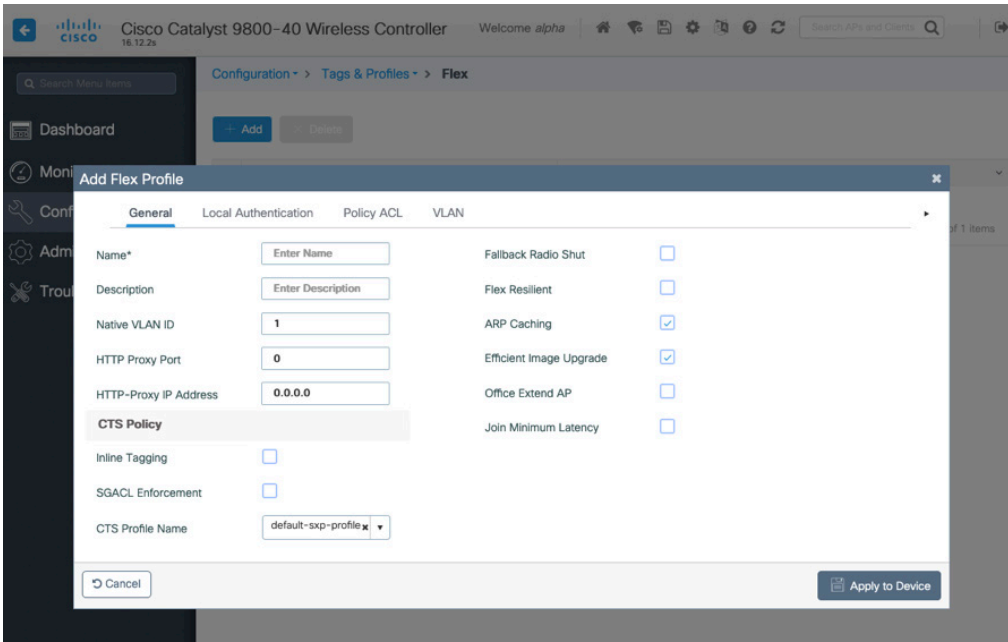 CISCO
Cisco Catalyst 9800-40 Wireless Controller
16.12.2s
Welcome alpha
Search APs and Clients
Search Menu Items
Configuration > Tags & Profiles > Flex
Dashboard
+ Add
× Delete
Moni
Conf
Adm
Troul
Add Flex Profile
General Local Authentication Policy ACL VLAN
of 1 items
Name* Enter Name
Description Enter Description
Native VLAN ID 1
HTTP Proxy Port 0
HTTP-Proxy IP Address 0.0.0.0
CTS Policy
Inline Tagging
SGACL Enforcement
CTS Profile Name default-sxp-profile
Fallback Radio Shut
Flex Resilient
ARP Caching
Efficient Image Upgrade
Office Extend AP
Join Minimum Latency
Cancel
Apply to Device